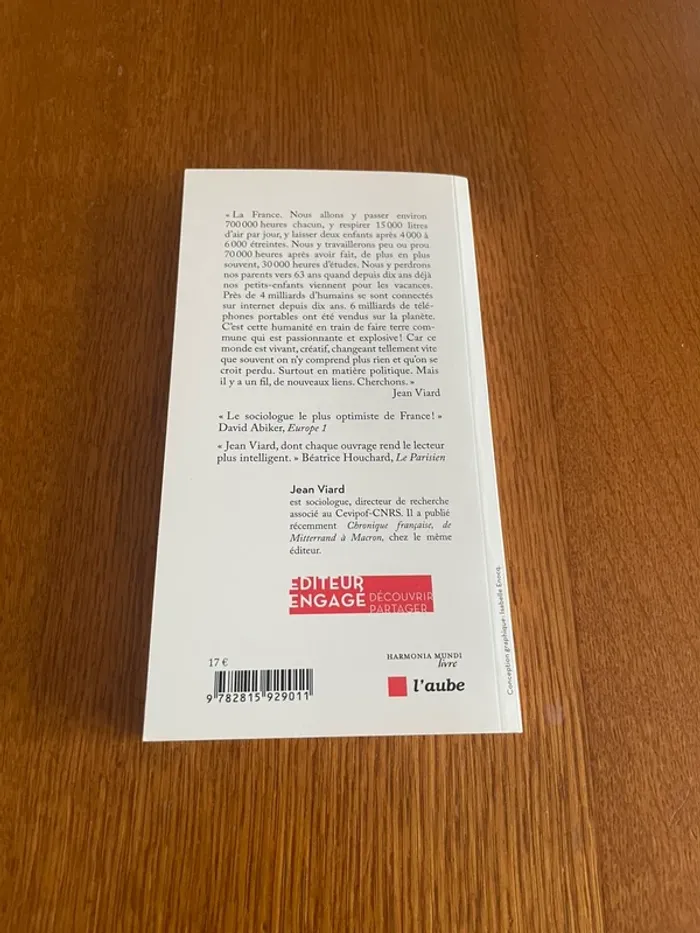 « La France. Nous allons y passer environ
700 000 heures chacun, y respirer 15 000 litres
d'air par jour, y laisser deux enfants après 4 000 à
6 000 étreintes. Nous y travaillerons peu ou prou
70 000 heures après avoir fait, de plus en plus
souvent, 30 000 heures d'études. Nous y perdrons
nos parents vers 63 ans quand depuis dix ans déjà
nos petits-enfants viennent pour les vacances.
Près de 4 milliards d'humains se sont connectés
sur internet depuis dix ans. 6 milliards de télé-
phones portables ont été vendus sur la planète.
C'est cette humanité en train de faire terre com-
mune qui est passionnante et explosive ! Car ce
monde est vivant, créatif, changeant tellement vite
que souvent on n'y comprend plus rien et qu'on se
croit perdu. Surtout en matière politique. Mais
il y a un fil, de nouveaux liens. Cherchons. »
Jean Viard
« Le sociologue le plus optimiste de France ! »
David Abiker, Europe 1
« Jean Viard, dont chaque ouvrage rend le lecteur
plus intelligent. » Béatrice Houchard, Le Parisien
Jean Viard
est sociologue, directeur de recherche
associé au Cevipof-CNRS. Il a publié
récemment Chronique française, de
Mitterrand à Macron, chez le même
éditeur.
EDITEUR
ENGAGÉ DÉCOUVRIR
PARTAGER
17 €
9 782815 929011
HARMONIA MUNDI
livre
l'aube
Conception graphique : Isabelle Enocq